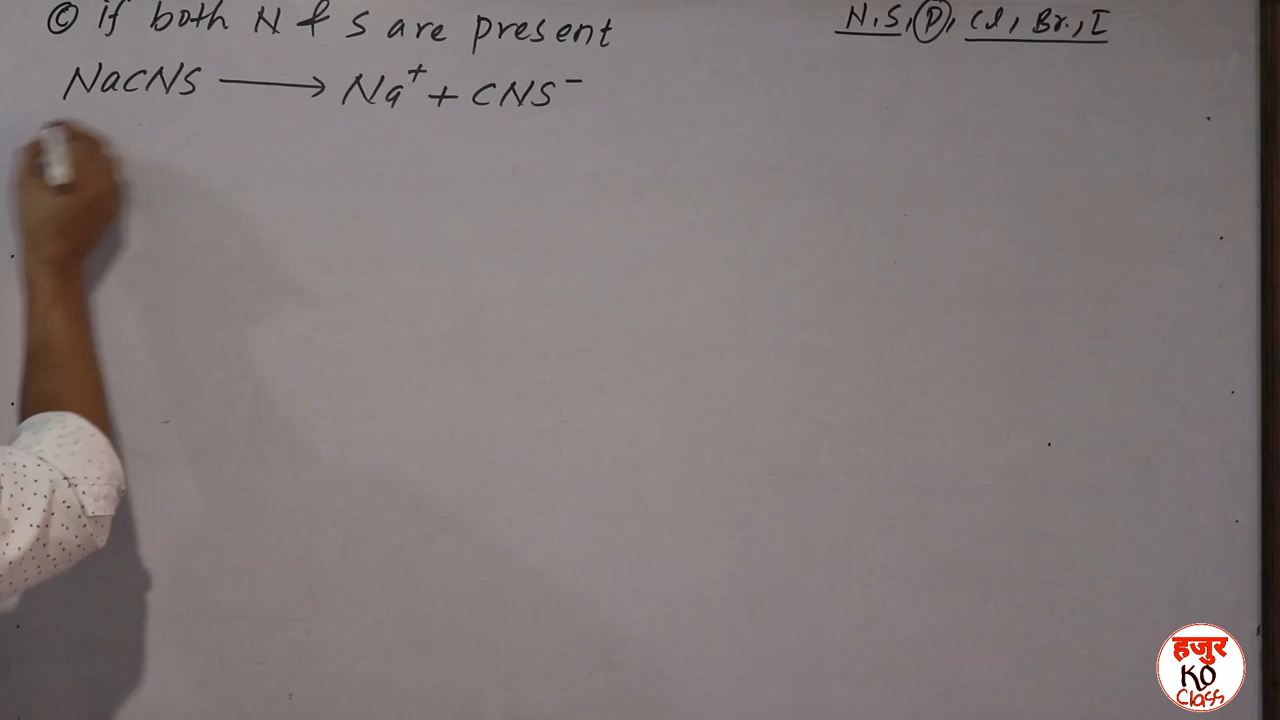 © if both N & S are present
N, S, P, Cl, Br., I
NaCNS ⟶ Na⁺ + CNS⁻
हजुर
KO
Class